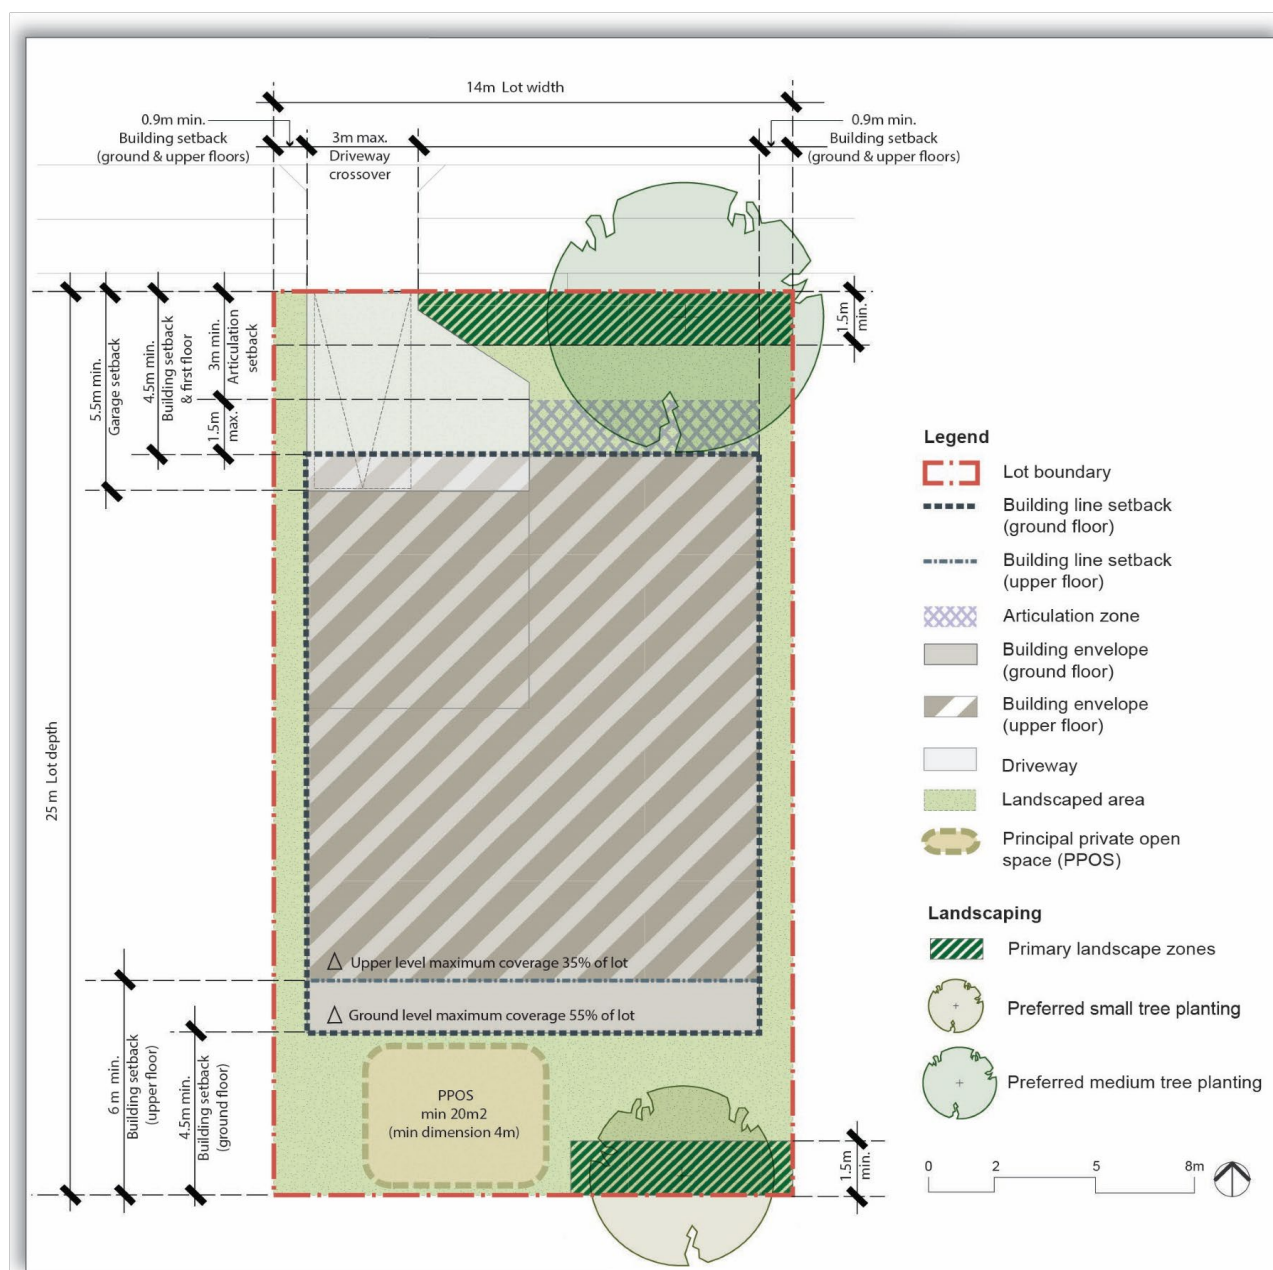 14m Lot width
0.9m min.
Building setback
(ground & upper floors)
3m max.
Driveway
crossover
0.9m min.
Building setback
(ground & upper floors)
5.5m min.
Garage setback
4.5m min.
Building setback
& first floor
3m min.
Articulation
setback
1.5m
max.
1.5m
min.
25 m Lot depth
Legend
Lot boundary
Building line setback
(ground floor)
Building line setback
(upper floor)
Articulation zone
Building envelope
(ground floor)
Building envelope
(upper floor)
Driveway
Landscaped area
Principal private open
space (PPOS)
Landscaping
Primary landscape zones
Preferred small tree planting
Preferred medium tree planting
0 2 5 8m
Upper level maximum coverage 35% of lot
Ground level maximum coverage 55% of lot
6 m min.
Building setback
(upper floor)
4.5m min.
Building setback
(ground floor)
PPOS
min 20m2
(min dimension 4m)
1.5m
min.